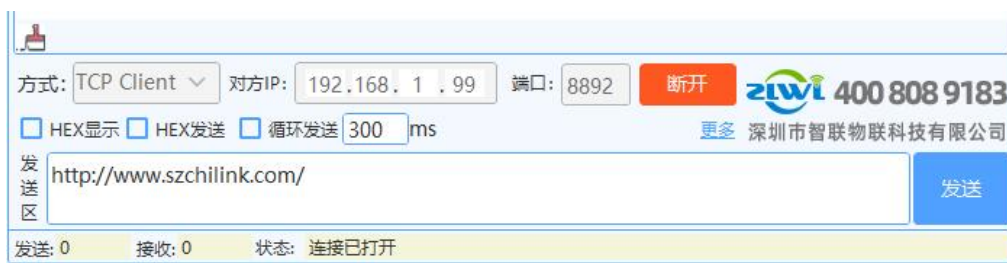 方式: TCP Client 对方IP: 192.168. 1 .99 端口: 8892 断开 ZLWL 400 808 9183
HEX显示 HEX发送 循环发送 300 ms 更多 深圳市智联物联科技有限公司
发送区 http://www.szchilink.com/ 发送
发送: 0 接收: 0 状态: 连接已打开